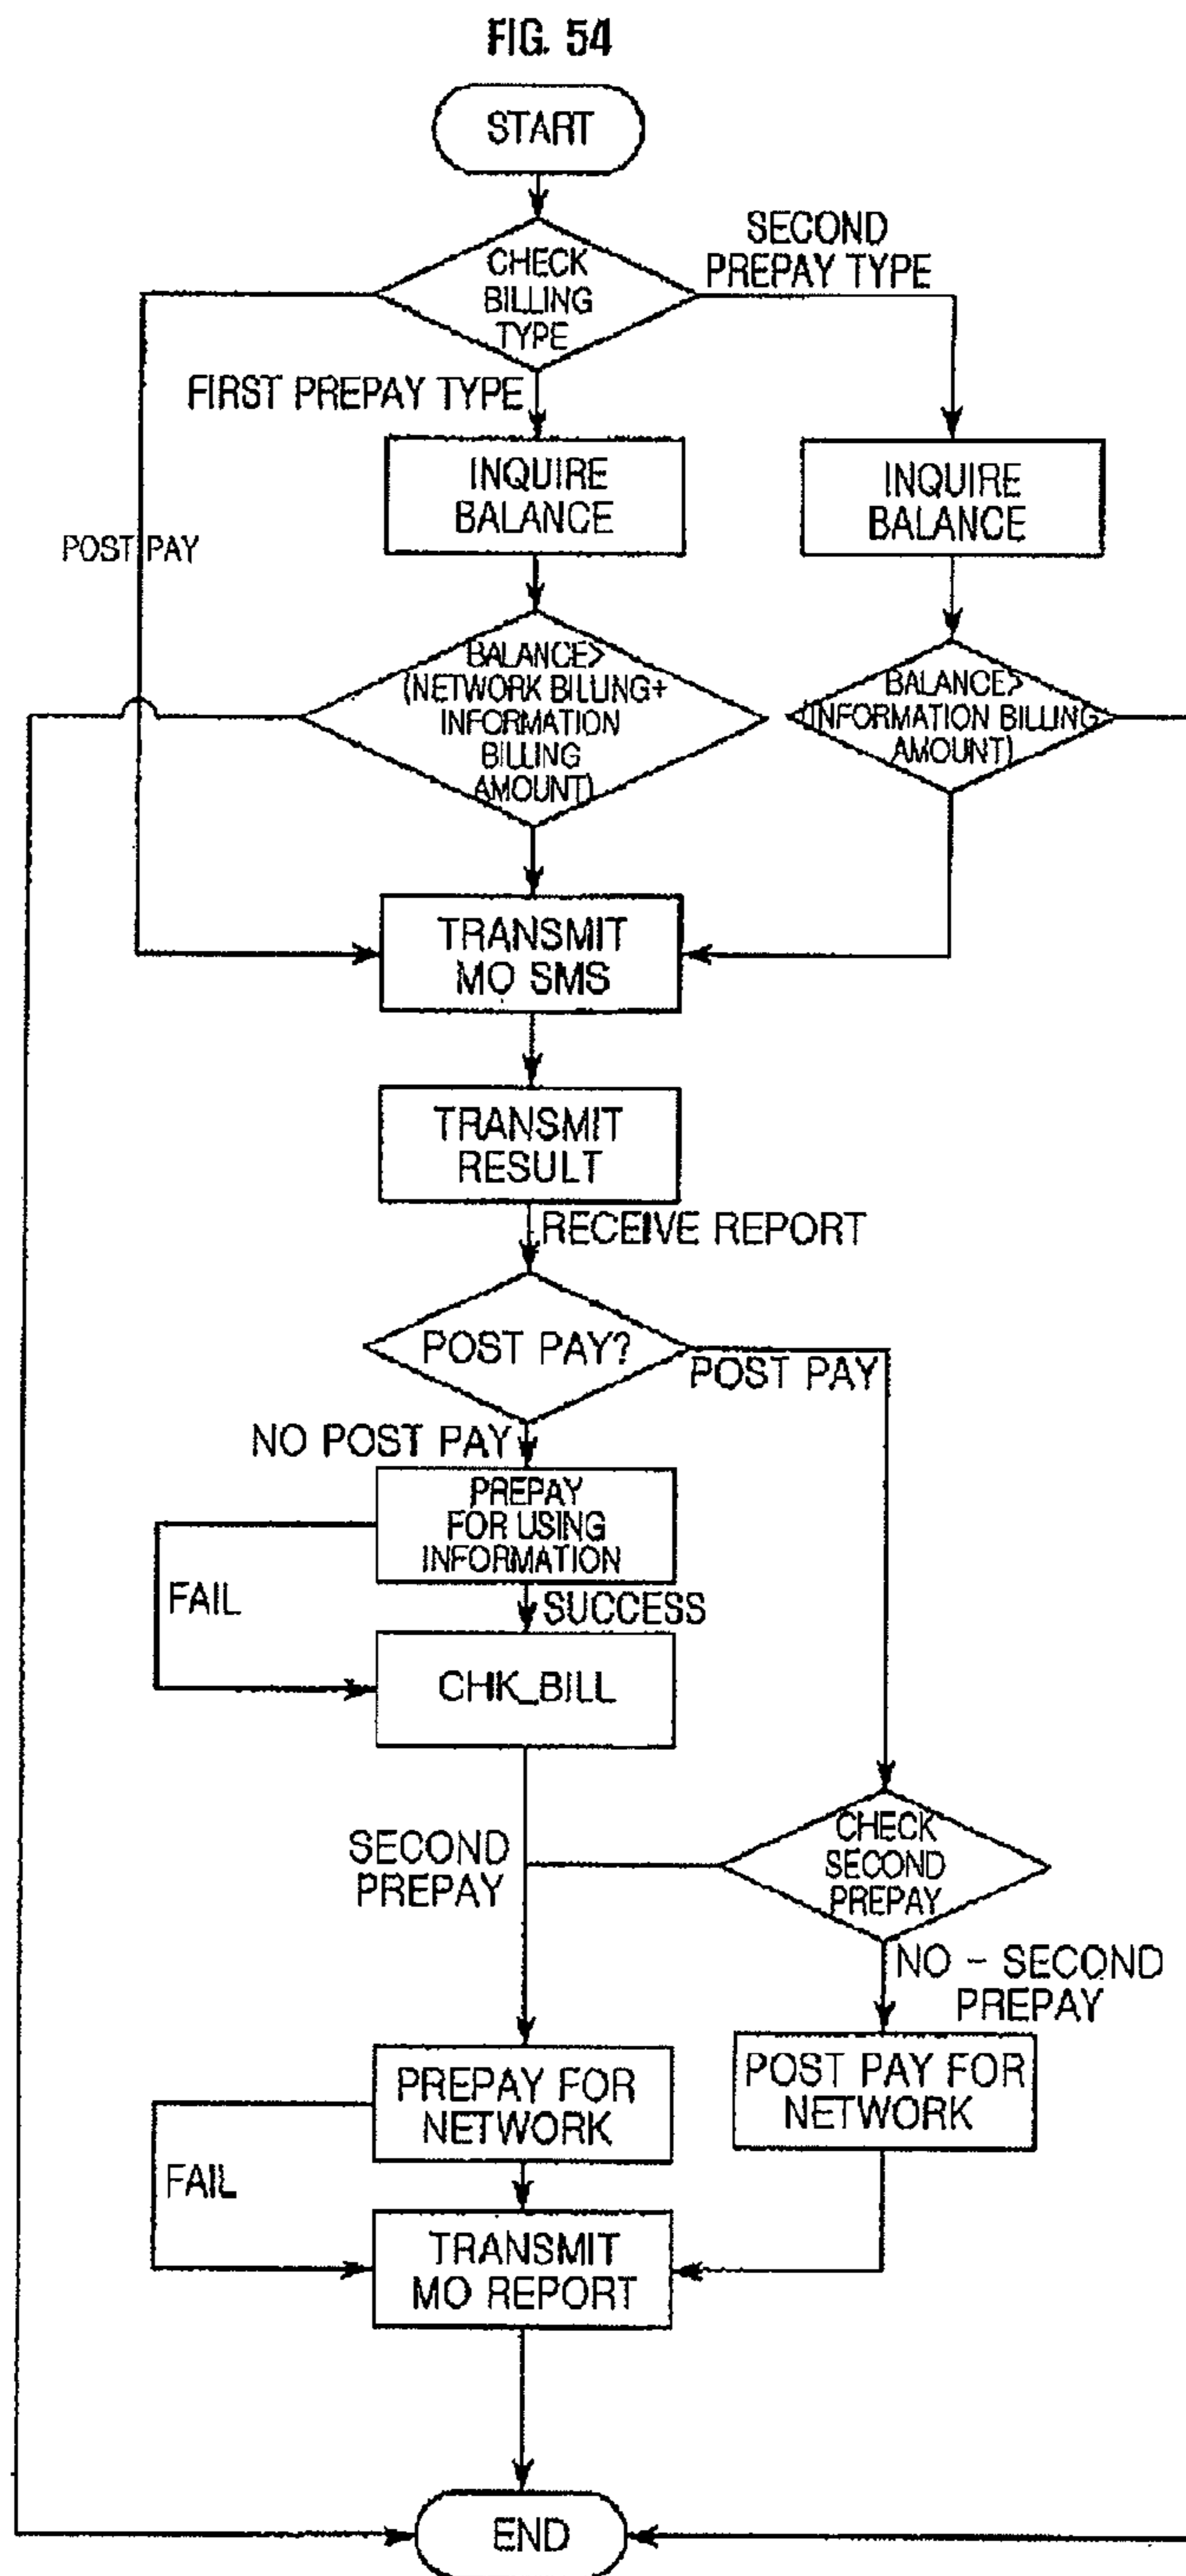 FIG. 54
START
CHECK
BILLING
TYPE
SECOND
PREPAY TYPE
FIRST PREPAY TYPE
INQUIRE
BALANCE
INQUIRE
BALANCE
POST PAY
BALANCE>
(NETWORK BILLING+
INFORMATION
BILLING
AMOUNT)
BALANCE>
(INFORMATION BILLING
AMOUNT)
TRANSMIT
MO SMS
TRANSMIT
RESULT
RECEIVE REPORT
POST PAY?
POST PAY
NO POST PAY
PREPAY
FOR USING
INFORMATION
FAIL
SUCCESS
CHK_BILL
SECOND
PREPAY
CHECK
SECOND
PREPAY
NO - SECOND
PREPAY
PREPAY FOR
NETWORK
POST PAY FOR
NETWORK
FAIL
TRANSMIT
MO REPORT
END